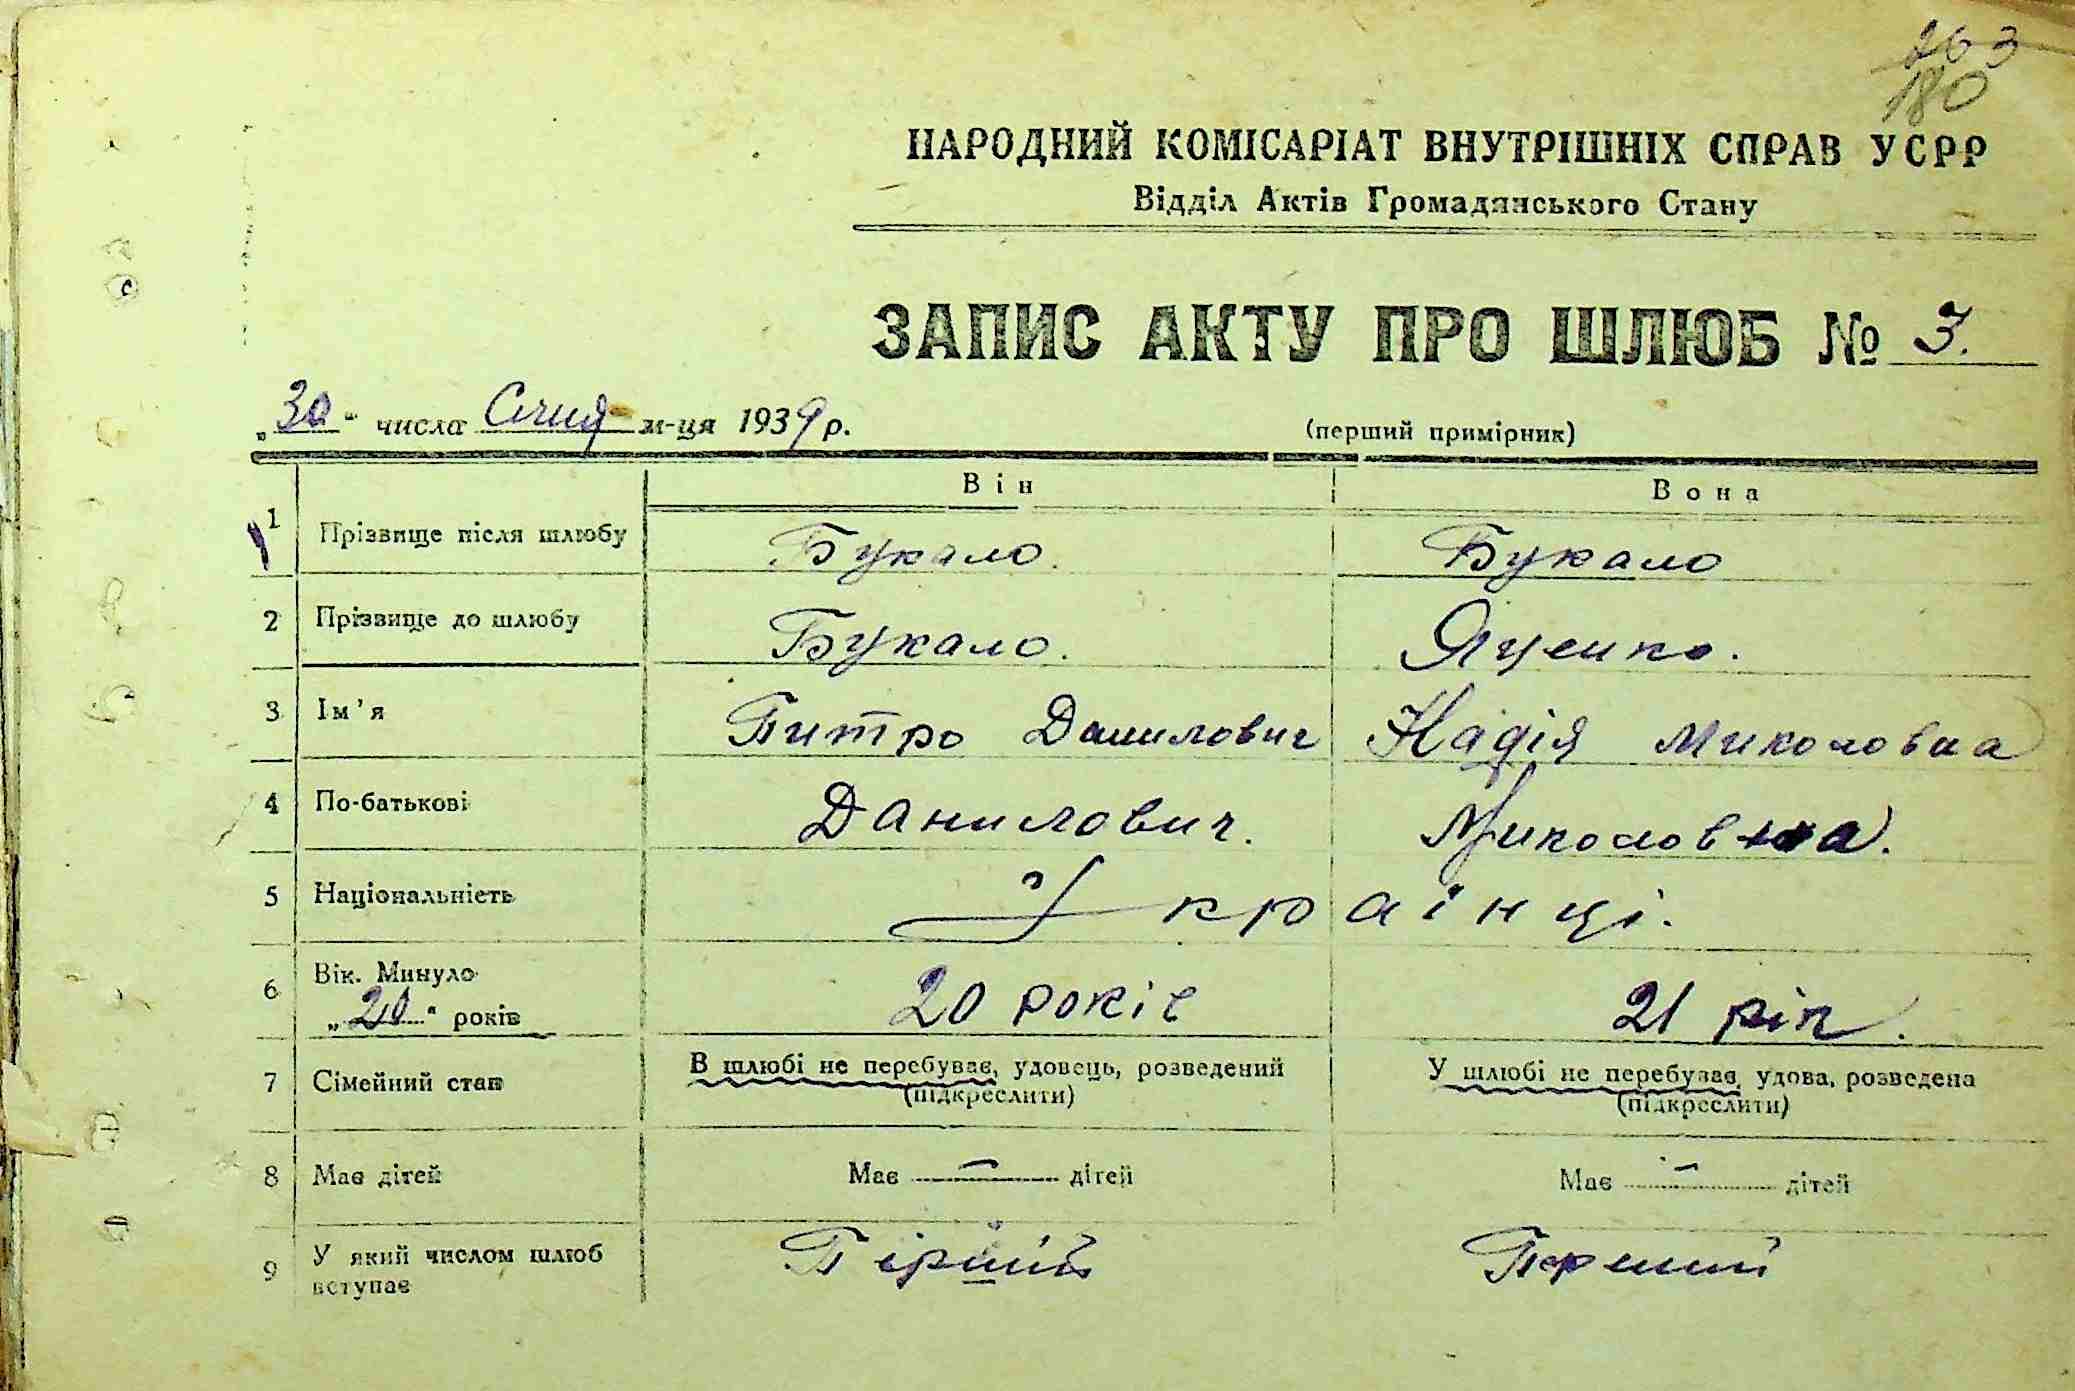 263
180
НАРОДНИЙ КОМІСАРІАТ ВНУТРІШНІХ СПРАВ УСРР
Відділ Актів Громадянського Стану
ЗАПИС АКТУ ПРО ШЛЮБ № 3.
„30“ числа Січня м-ця 1939 р.
(перший примірник)
Він Вона
1 Прізвище після шлюбу Букало. Букало
2 Прізвище до шлюбу Букало. Яценко.
3 Ім'я Питро Данилович Надія Миколовна
4 По-батькові Данилович. Миколовна.
5 Національність Украінці.
6 Вік. Минуло „20“ років 20 років 21 рік.
7 Сімейний стан В шлюбі не перебуває, удовець, розведений (підкреслити) У шлюбі не перебуває, удова, розведена (підкреслити)
8 Має дітей Має — дітей Має — дітей
9 У який числом шлюб вступає Пірший Перший